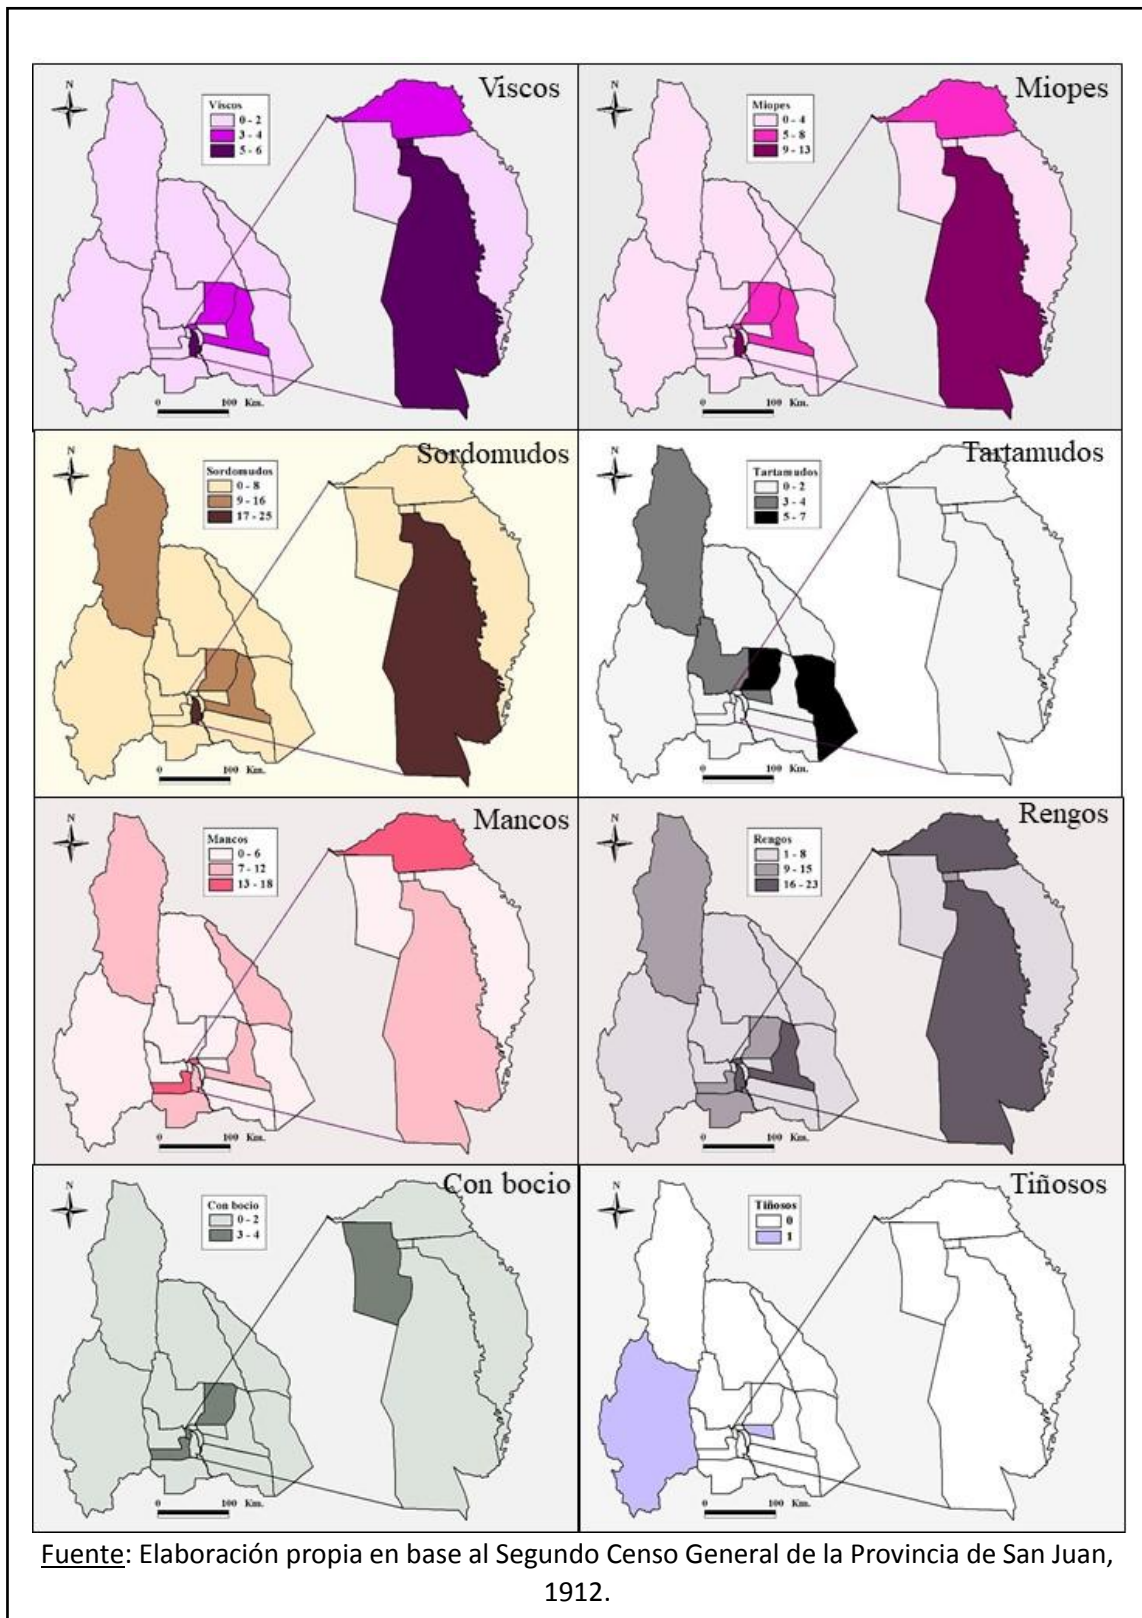 Viscos
N
Viscos
0 - 2
3 - 4
5 - 6
0 100 Km.
Miopes
N
Miopes
0 - 4
5 - 8
9 - 13
0 100 Km.
Sordomudos
N
Sordomudos
0 - 8
9 - 16
17 - 25
0 100 Km.
Tartamudos
N
Tartamudos
0 - 2
3 - 4
5 - 7
0 100 Km.
Mancos
N
Mancos
0 - 6
7 - 12
13 - 18
0 100 Km.
Rengos
N
Rengos
1 - 8
9 - 15
16 - 23
0 100 Km.
Con bocio
N
Con bocio
0 - 2
3 - 4
0 100 Km.
Tiñosos
N
Tiñosos
0
1
0 100 Km.
Fuente: Elaboración propia en base al Segundo Censo General de la Provincia de San Juan,
1912.